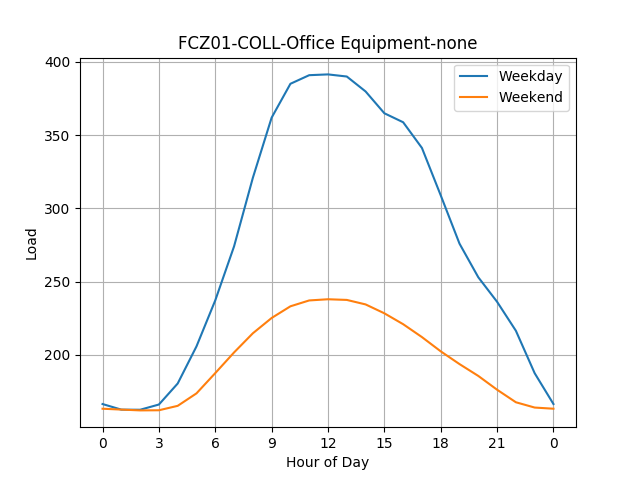 FCZ01-COLL-Office Equipment-none
Weekday
Weekend
400
350
300
250
200
Load
0 3 6 9 12 15 18 21 0
Hour of Day